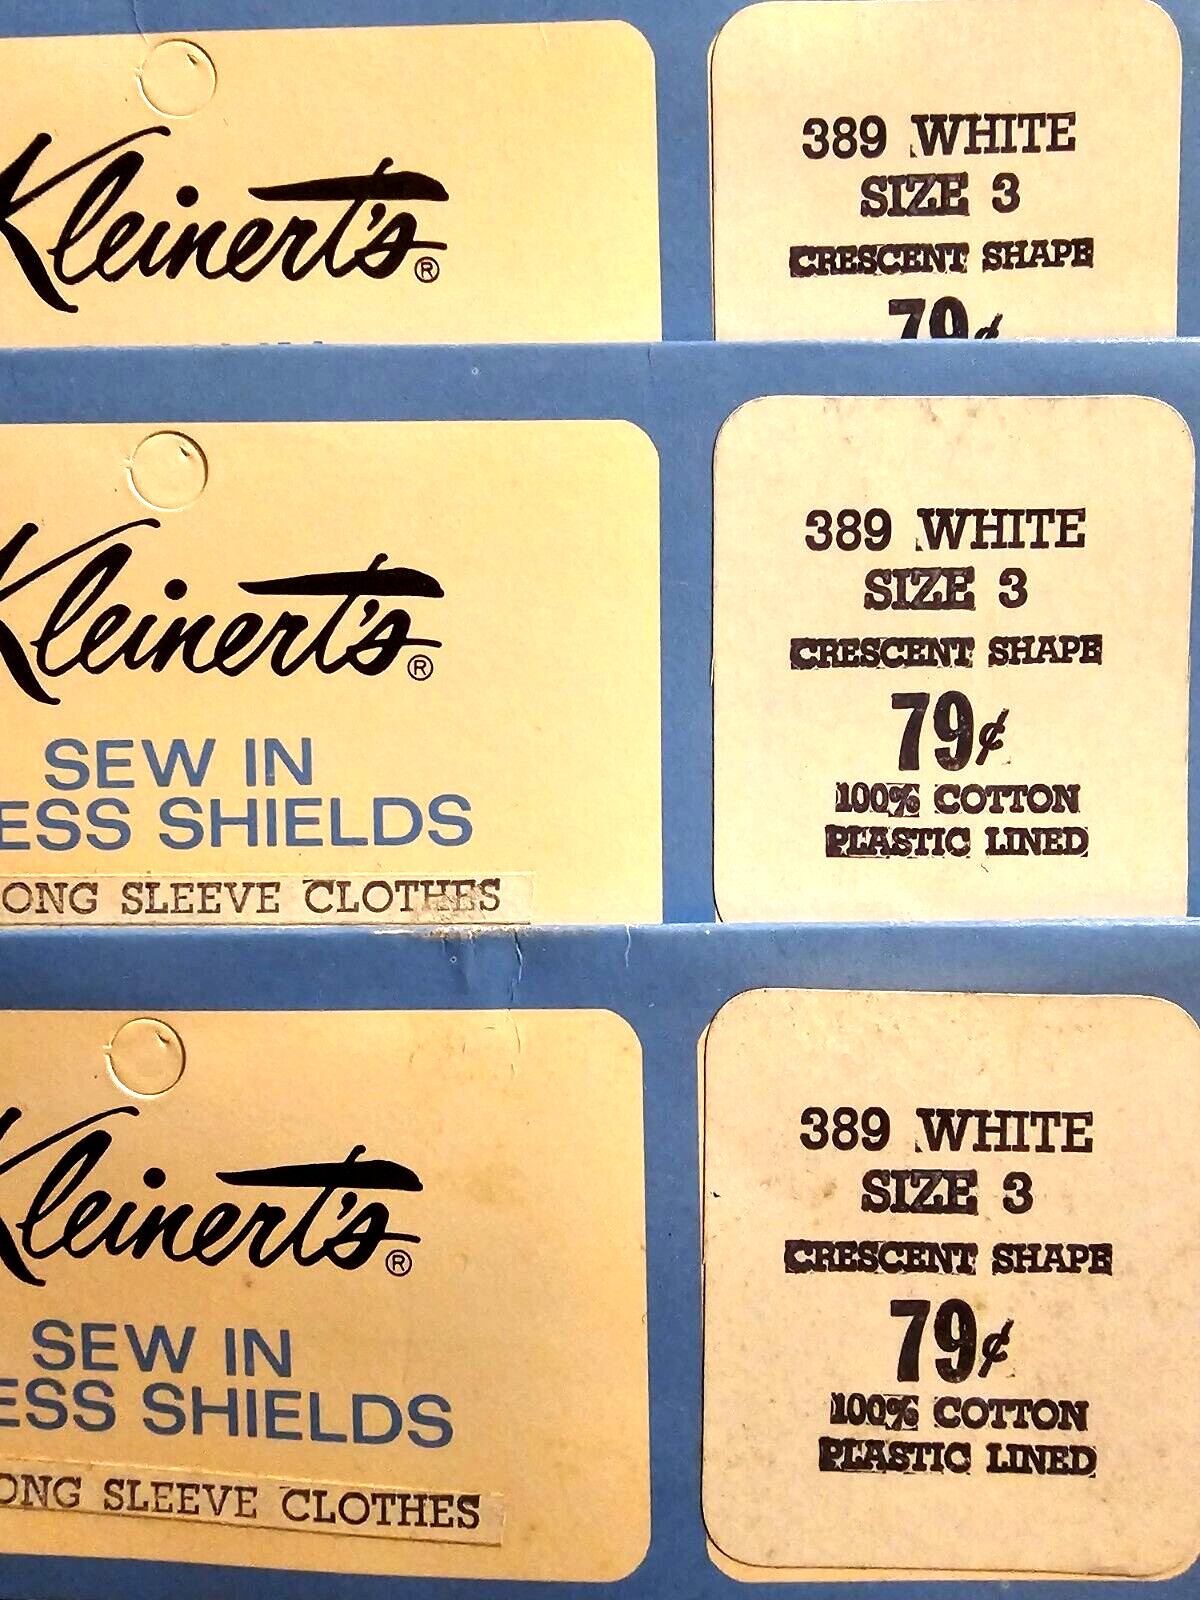 Kleinert's®
389 WHITE
SIZE 3
CRESCENT SHAPE
79¢
Kleinert's®
SEW IN
ESS SHIELDS
ONG SLEEVE CLOTHES
389 WHITE
SIZE 3
CRESCENT SHAPE
79¢
100% COTTON
PLASTIC LINED
Kleinert's®
SEW IN
ESS SHIELDS
ONG SLEEVE CLOTHES
389 WHITE
SIZE 3
CRESCENT SHAPE
79¢
100% COTTON
PLASTIC LINED